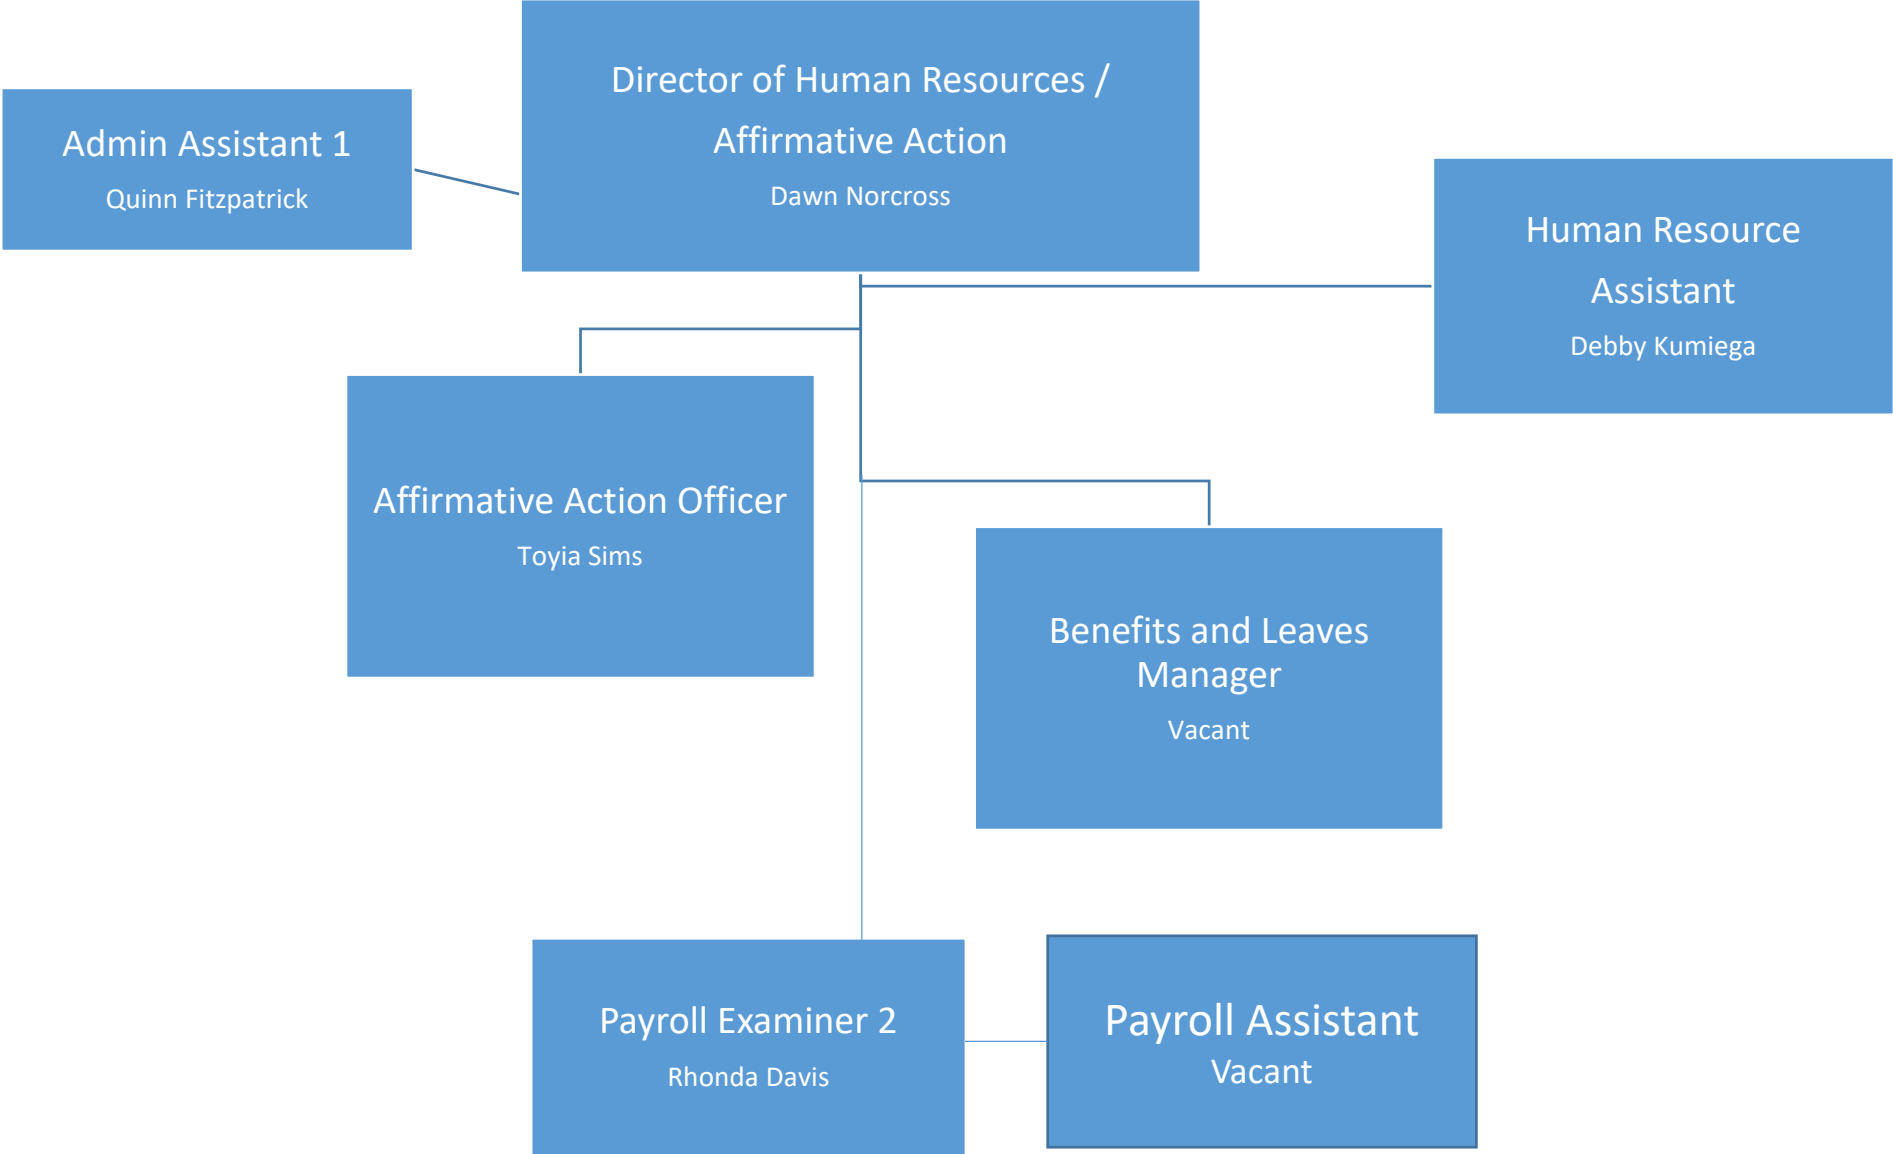 Director of Human Resources /
Affirmative Action
Dawn Norcross
Admin Assistant 1
Quinn Fitzpatrick
Human Resource
Assistant
Debby Kumiega
Affirmative Action Officer
Toyia Sims
Benefits and Leaves
Manager
Vacant
Payroll Examiner 2
Rhonda Davis
Payroll Assistant
Vacant